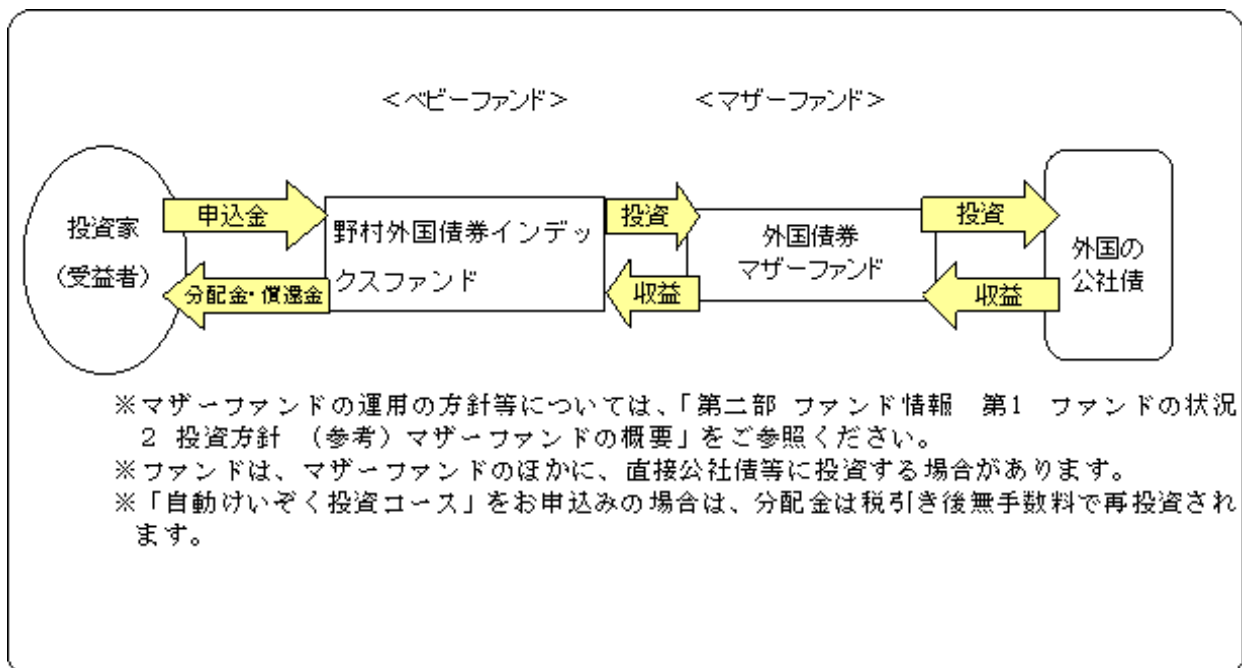 <ベビーファンド>
<マザーファンド>
投資家
(受益者)
申込金
分配金・償還金
野村外国債券インデッ
クスファンド
投資
収益
外国債券
マザーファンド
投資
収益
外国の
公社債
※マザーファンドの運用の方針等については、「第二部 ファンド情報 第1 ファンドの状況
2 投資方針 (参考)マザーファンドの概要」をご参照ください。
※ファンドは、マザーファンドのほかに、直接公社債等に投資する場合があります。
※「自動けいぞく投資コース」をお申込みの場合は、分配金は税引き後無手数料で再投資され
ます。